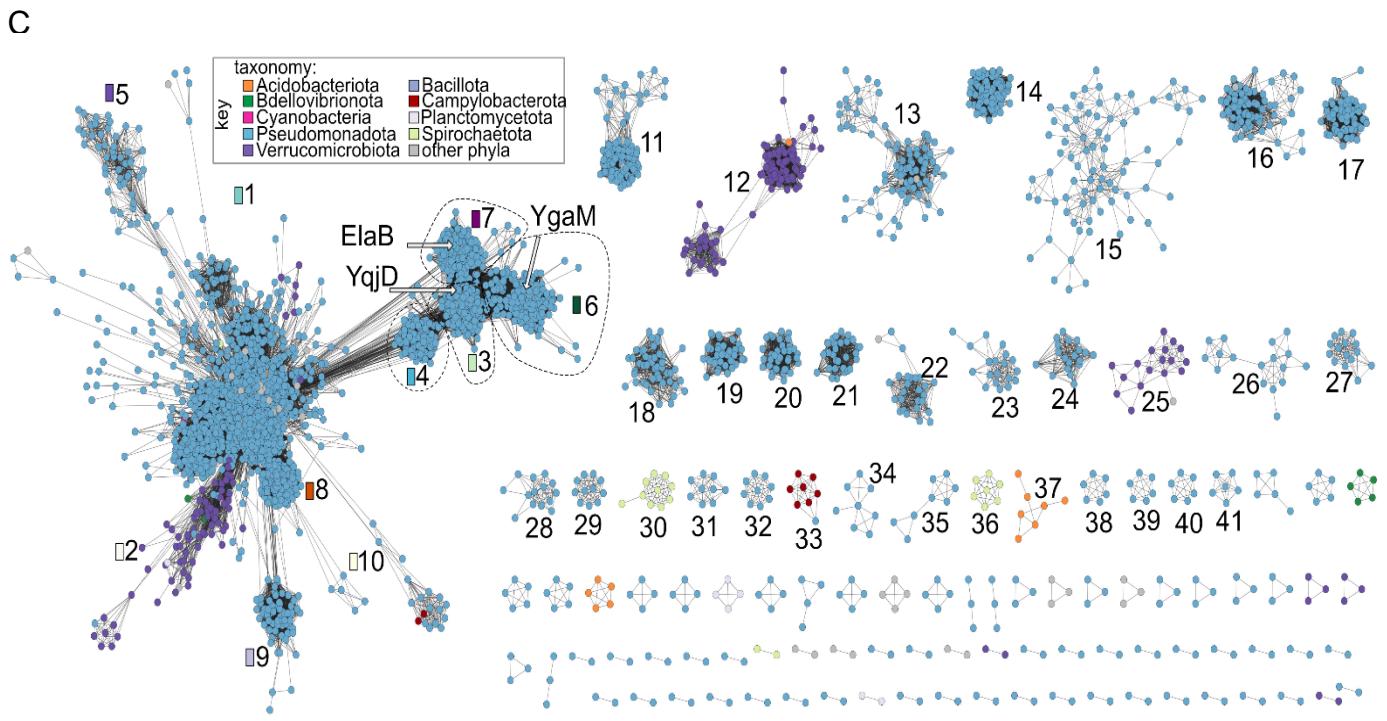 C
taxonomy:
key
Acidobacteriota
Bacillota
Bdellovibrionota
Campylobacterota
Cyanobacteria
Planctomycetota
Pseudomonadota
Spirochaetota
Verrucomicrobiota
other phyla
5
1
7
YgaM
ElaB
YqjD
6
3
4
8
2
10
9
11
12
13
14
15
16
17
18
19
20
21
22
23
24
25
26
27
28
29
30
31
32
33
34
35
36
37
38
39
40
41